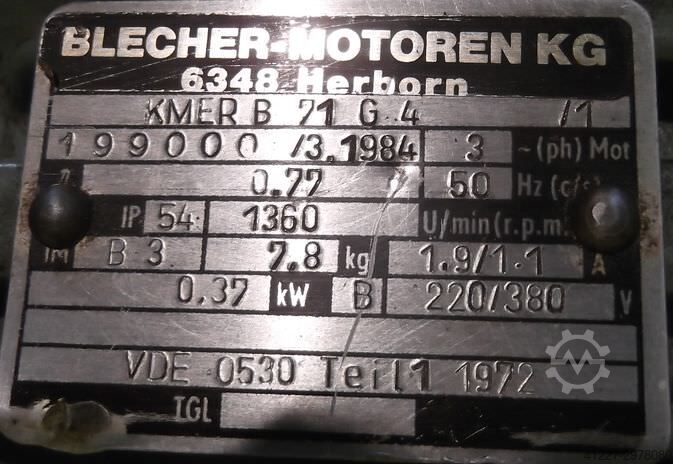 BLECHER-MOTOREN KG
6348 Herborn
KMER B 71 G 4 /1
199000 /3.1984 3 ~(ph) Mot
0.77 50 Hz (c/s
IP 54 1360 U/min(r.p.m.
IM B 3 7.8 kg 1.9/1.1 A
0.37 kW B 220/380 V
VDE 0530 Teil1 1972
TGL